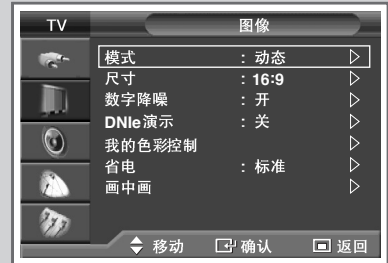 TV 图像
模式 : 动态
尺寸 : 16:9
数字降噪 : 开
DNIe演示 : 关
我的色彩控制
省电 : 标准
画中画
移动 确认 返回